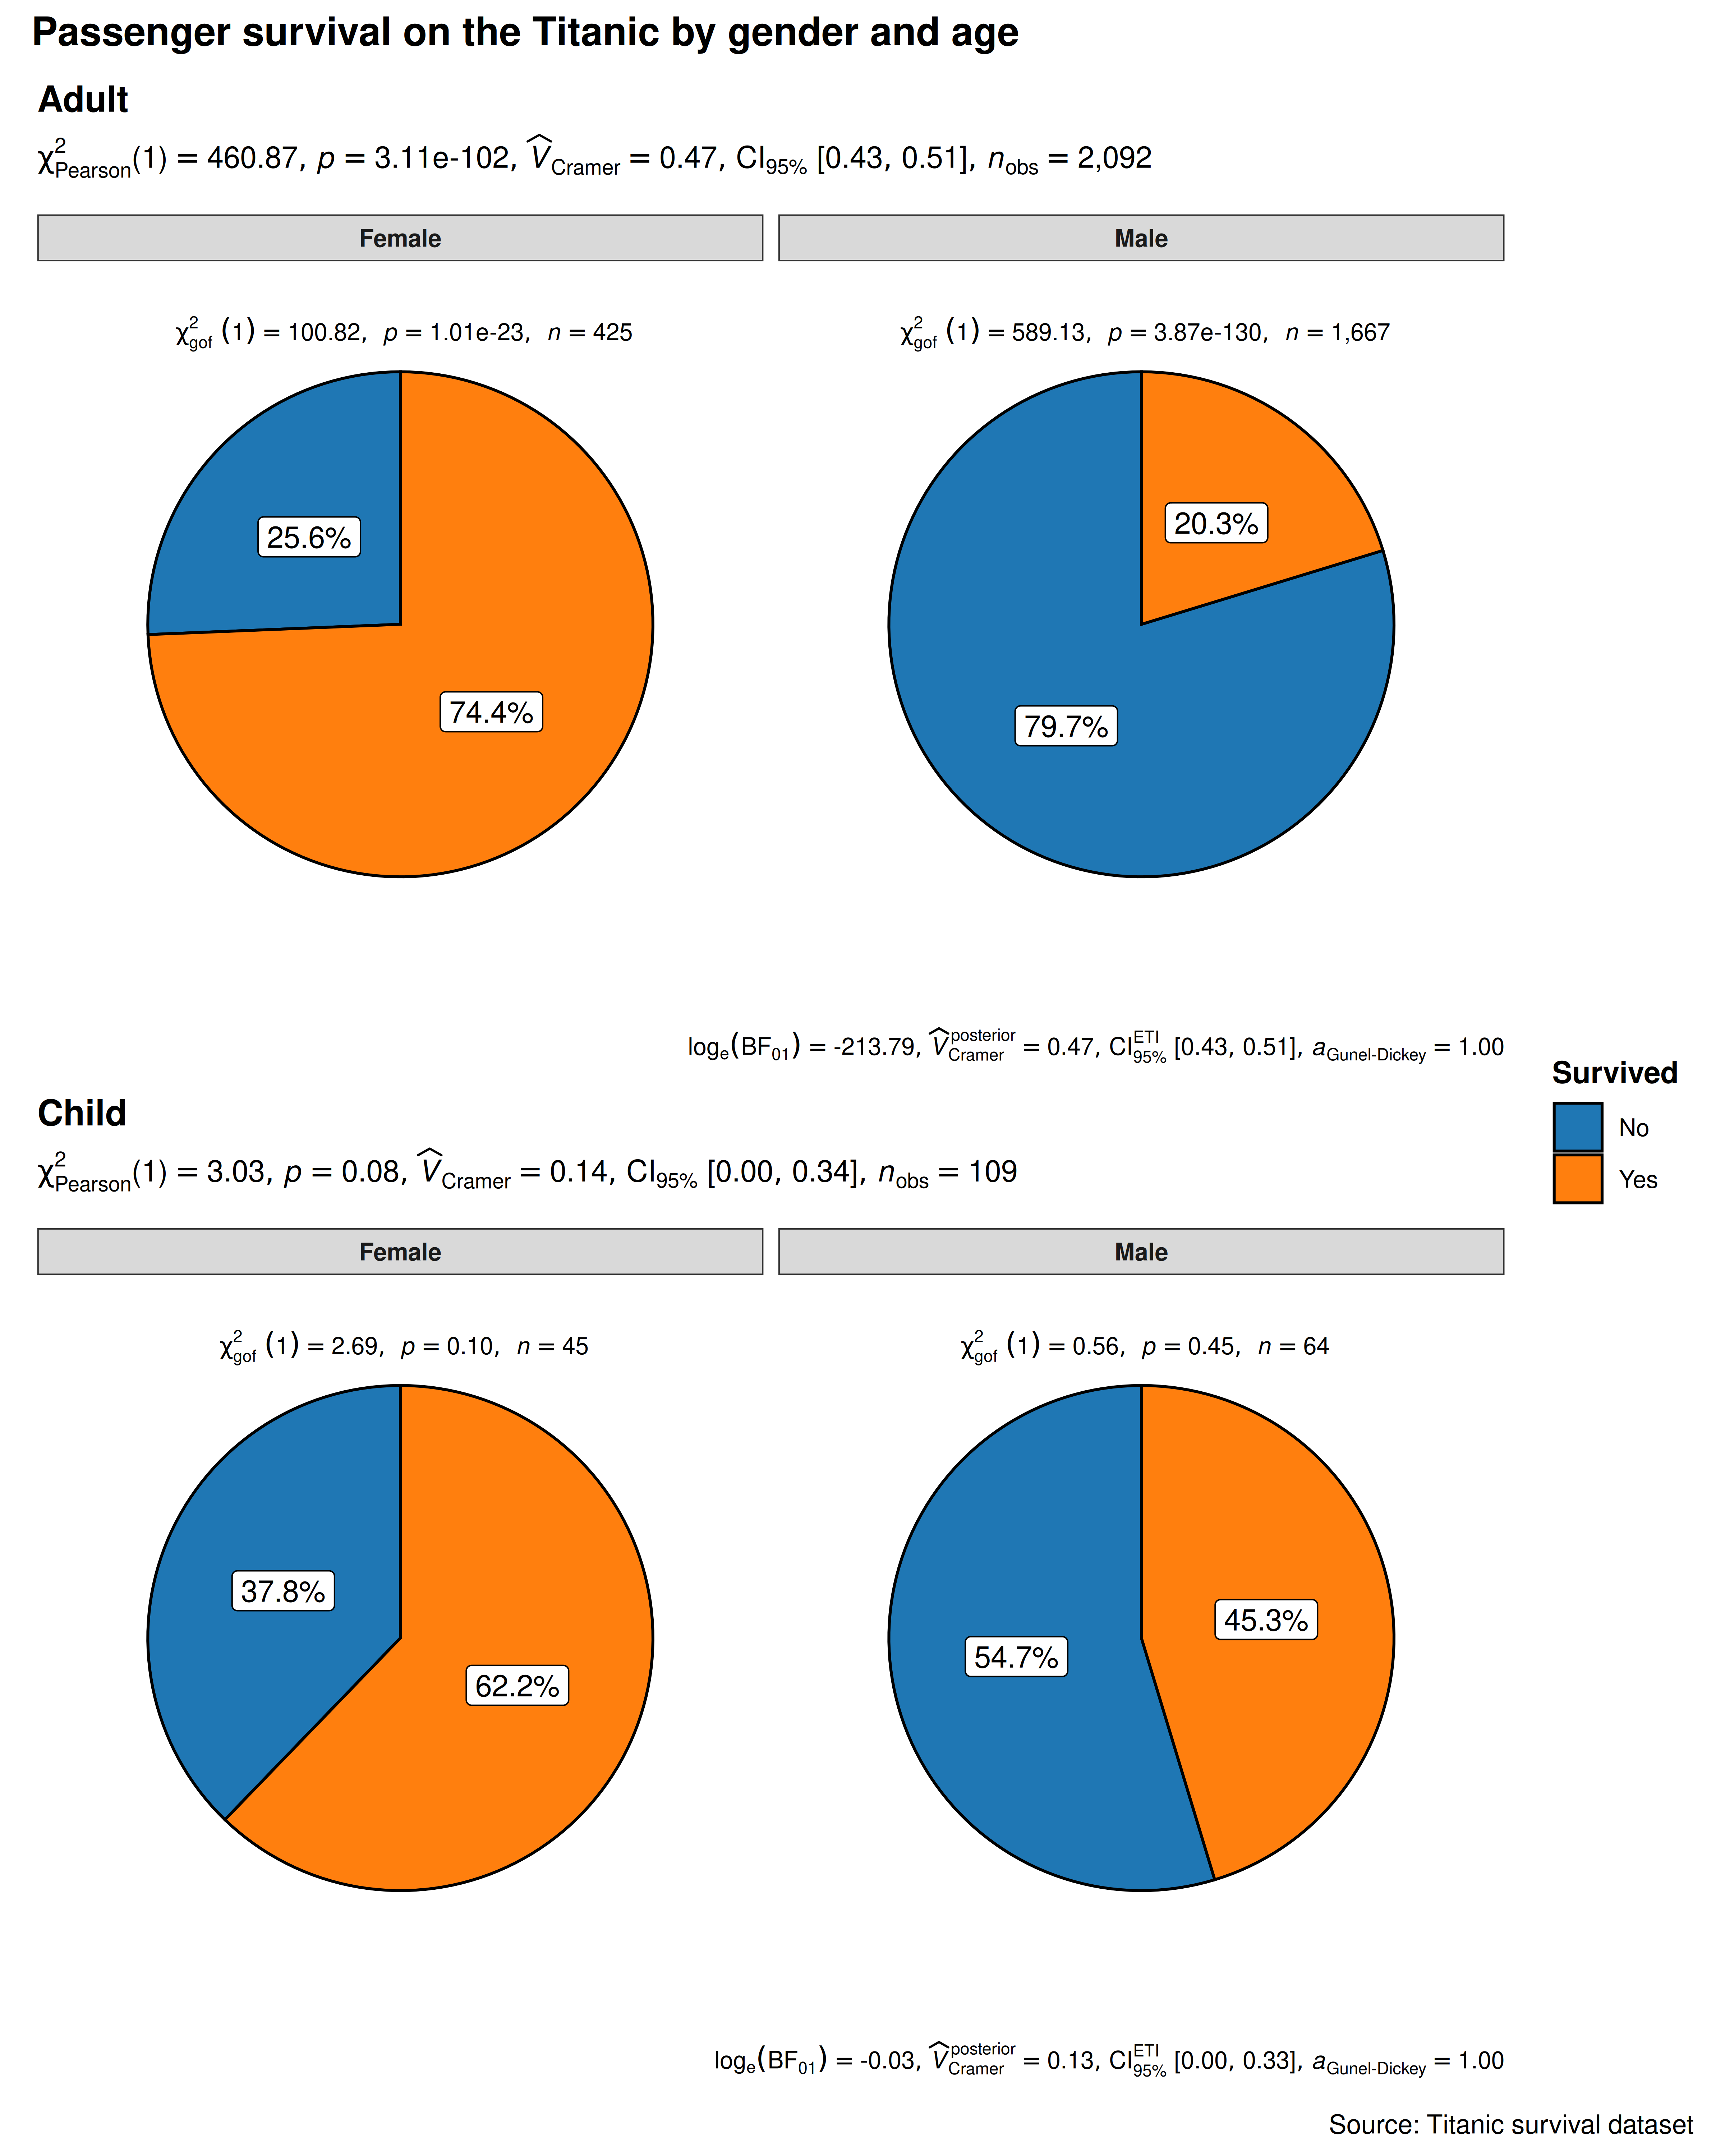 Passenger survival on the Titanic by gender and age
Adult
χ²Pearson(1) = 460.87, p = 3.11e-102, V̂Cramer = 0.47, CI95% [0.43, 0.51], nobs = 2,092
Female Male
χ²gof (1) = 100.82, p = 1.01e-23, n = 425
χ²gof (1) = 589.13, p = 3.87e-130, n = 1,667
25.6%
74.4%
20.3%
79.7%
loge(BF01) = -213.79, V̂posterior Cramer = 0.47, CIETI 95% [0.43, 0.51], aGunel-Dickey = 1.00
Survived
No
Yes
Child
χ²Pearson(1) = 3.03, p = 0.08, V̂Cramer = 0.14, CI95% [0.00, 0.34], nobs = 109
Female Male
χ²gof (1) = 2.69, p = 0.10, n = 45
χ²gof (1) = 0.56, p = 0.45, n = 64
37.8%
62.2%
45.3%
54.7%
loge(BF01) = -0.03, V̂posterior Cramer = 0.13, CIETI 95% [0.00, 0.33], aGunel-Dickey = 1.00
Source: Titanic survival dataset